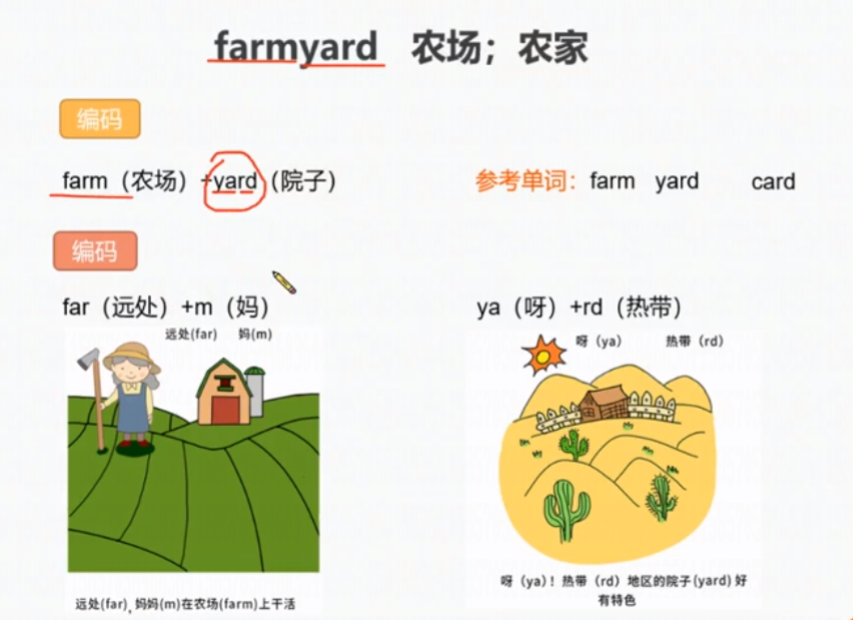 farmyard 农场；农家
编码
farm（农场）+yard（院子） 参考单词：farm yard card
编码
far（远处）+m（妈） ya（呀）+rd（热带）
远处(far) 妈(m) 呀（ya） 热带（rd）
远处(far)，妈妈(m)在农场(farm)上干活
呀（ya）！热带（rd）地区的院子(yard) 好
有特色